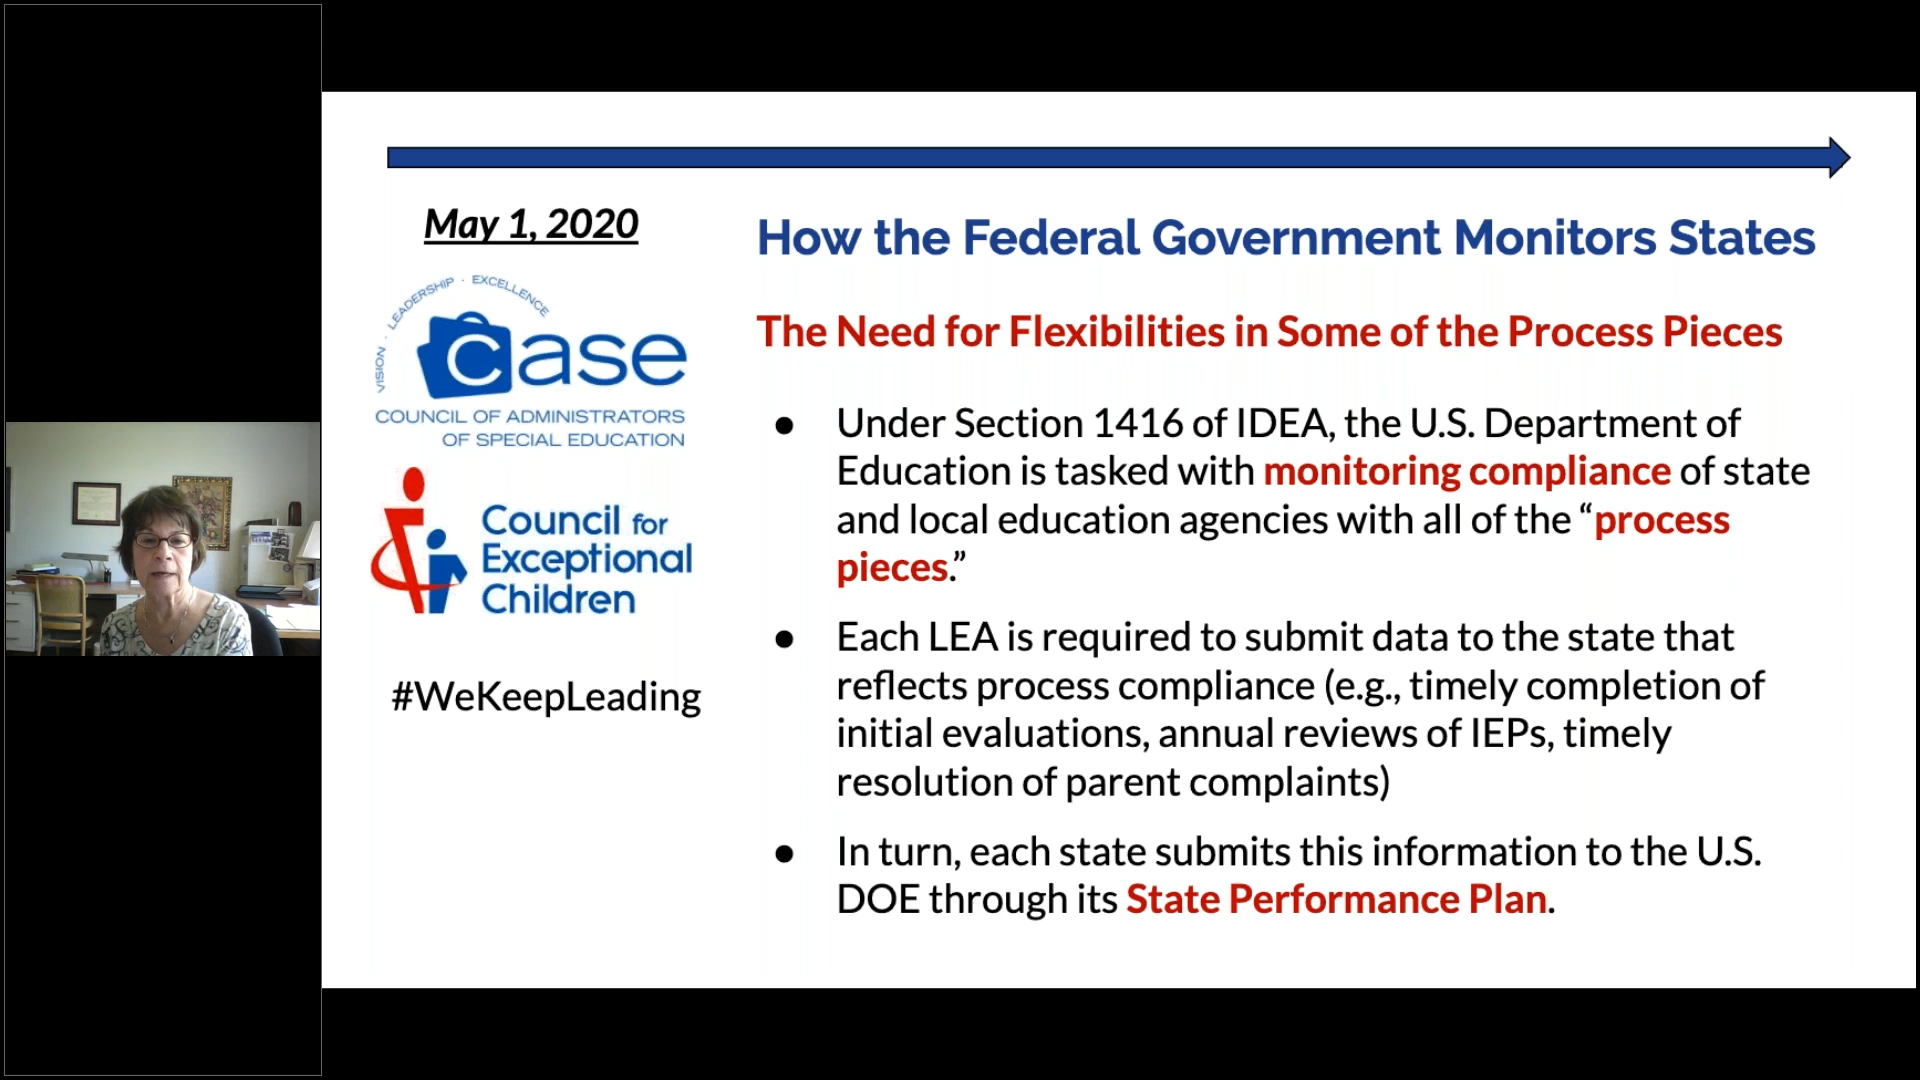 May 1, 2020
VISION · LEADERSHIP · EXCELLENCE
case
COUNCIL OF ADMINISTRATORS
OF SPECIAL EDUCATION
Council for
Exceptional
Children
#WeKeepLeading
How the Federal Government Monitors States
The Need for Flexibilities in Some of the Process Pieces
● Under Section 1416 of IDEA, the U.S. Department of
Education is tasked with monitoring compliance of state
and local education agencies with all of the “process
pieces.”
● Each LEA is required to submit data to the state that
reflects process compliance (e.g., timely completion of
initial evaluations, annual reviews of IEPs, timely
resolution of parent complaints)
● In turn, each state submits this information to the U.S.
DOE through its State Performance Plan.